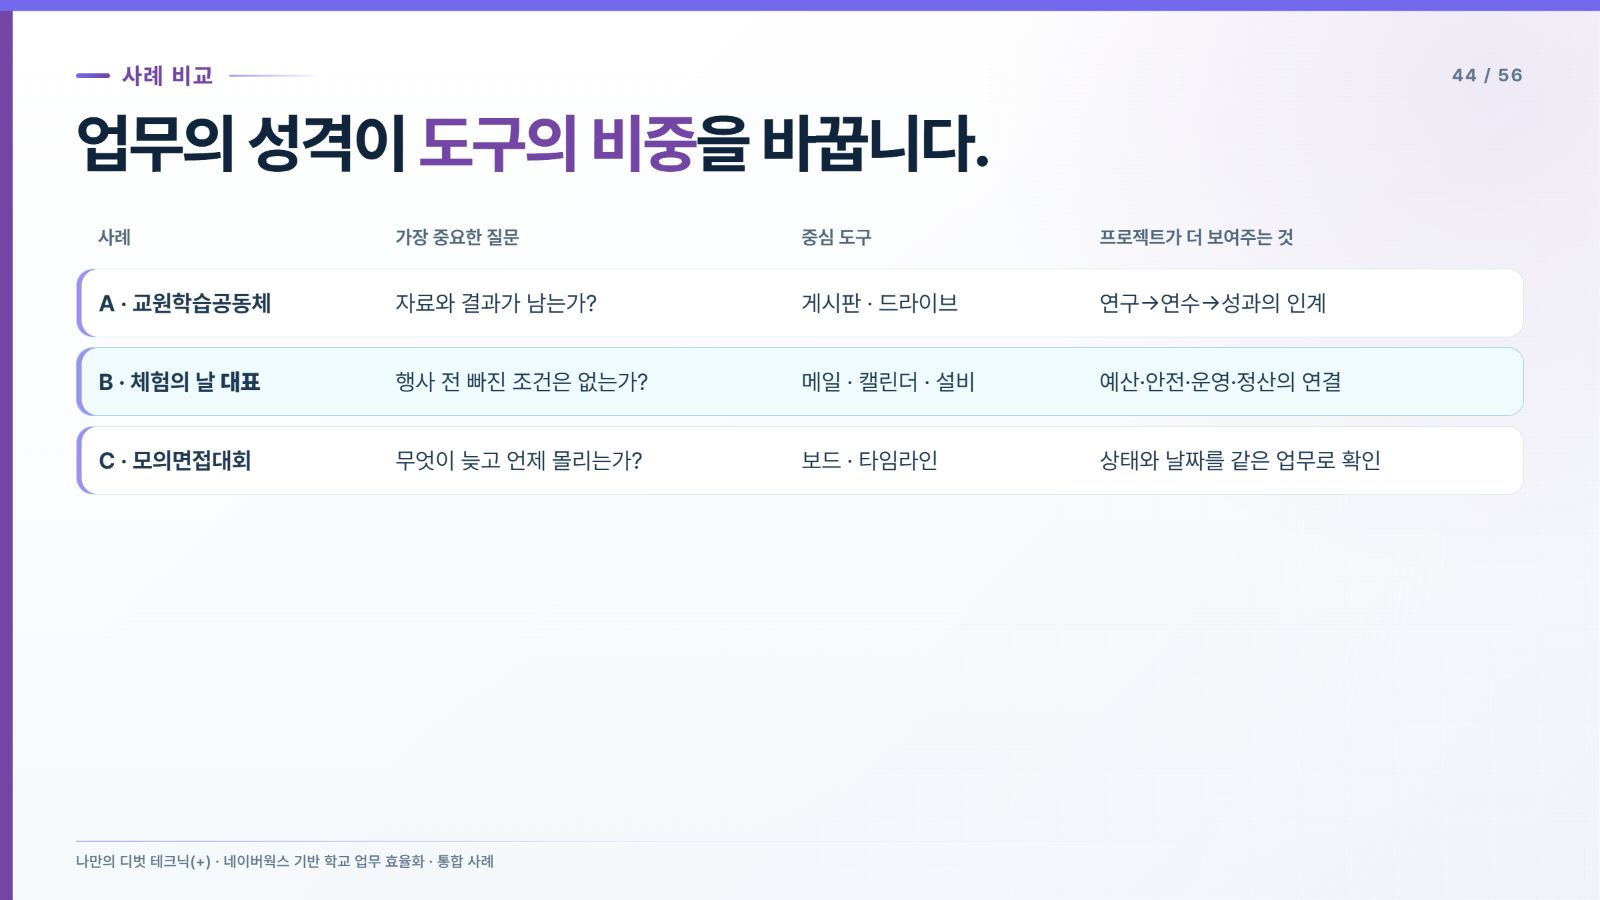 사례 비교
44 / 56
업무의 성격이 도구의 비중을 바꿉니다.
사례 가장 중요한 질문 중심 도구 프로젝트가 더 보여주는 것
A · 교원학습공동체 자료와 결과가 남는가? 게시판 · 드라이브 연구→연수→성과의 인계
B · 체험의 날 대표 행사 전 빠진 조건은 없는가? 메일 · 캘린더 · 설비 예산·안전·운영·정산의 연결
C · 모의면접대회 무엇이 늦고 언제 몰리는가? 보드 · 타임라인 상태와 날짜를 같은 업무로 확인
나만의 디벗 테크닉(+) · 네이버웍스 기반 학교 업무 효율화 · 통합 사례